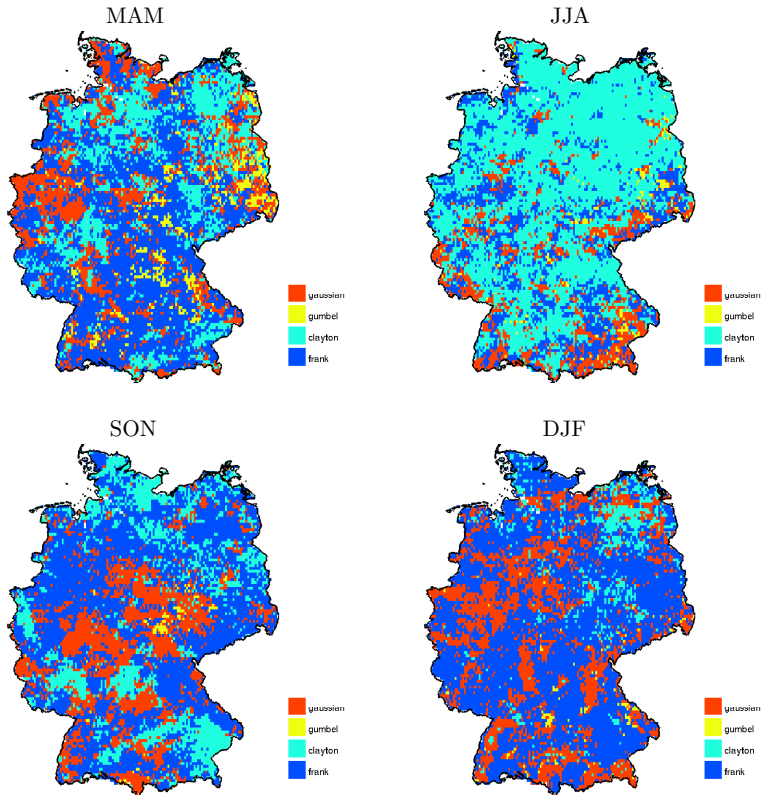 MAM
JJA
gaussian
gumbel
clayton
frank
gaussian
gumbel
clayton
frank
SON
DJF
gaussian
gumbel
clayton
frank
gaussian
gumbel
clayton
frank